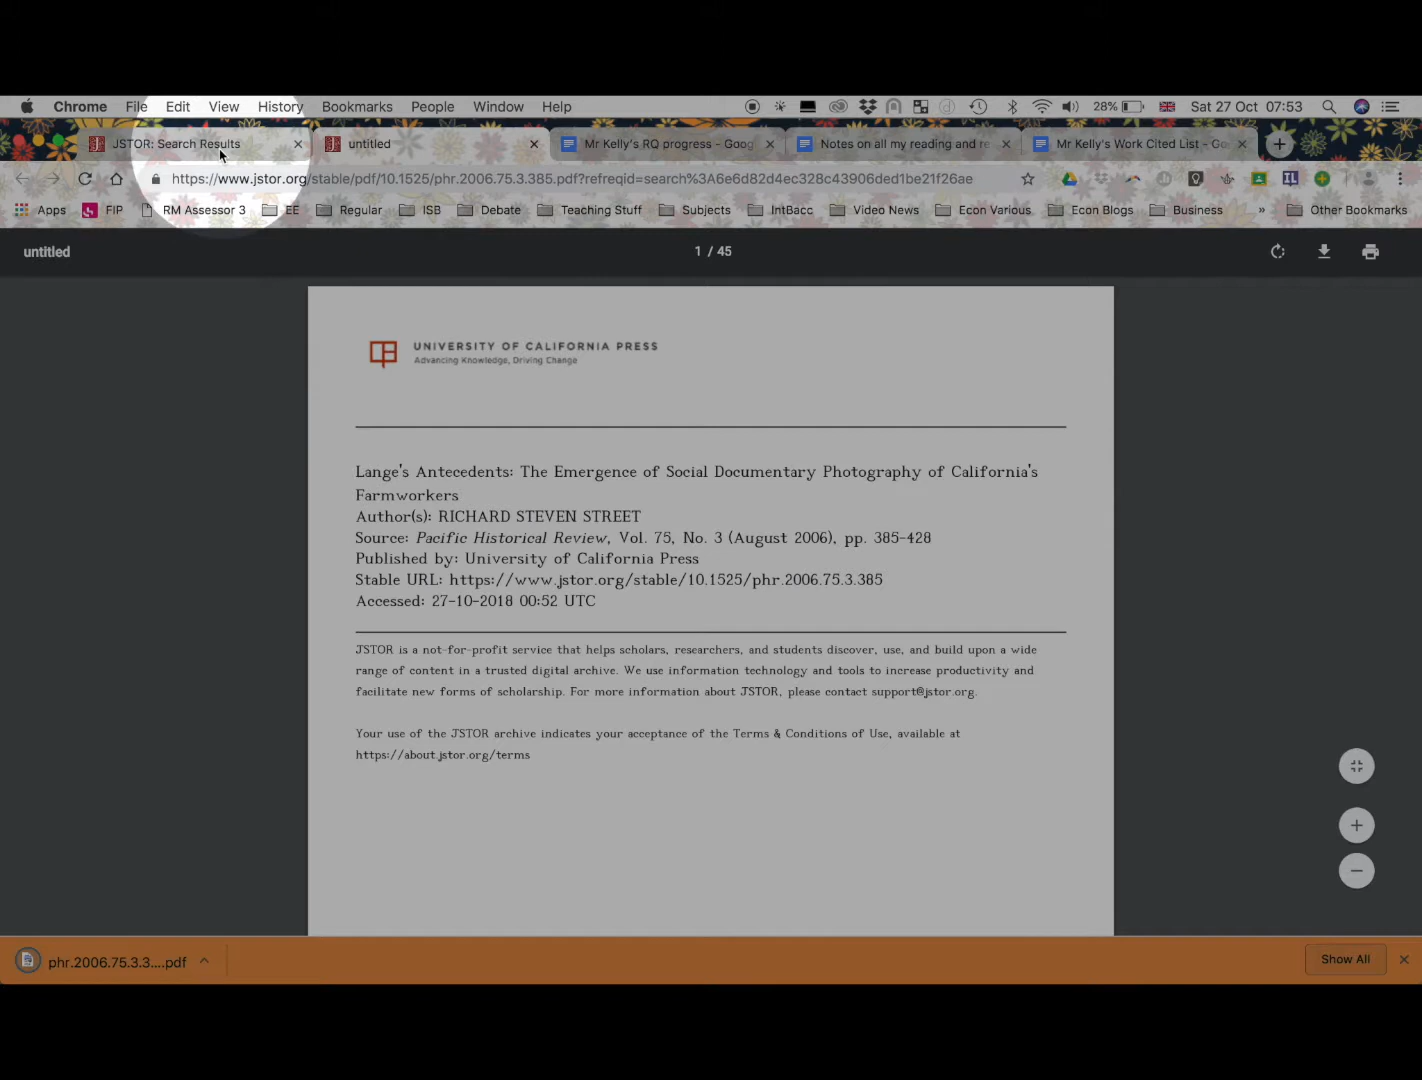 Chrome File Edit View History Bookmarks People Window Help 28% Sat 27 Oct 07:53
JSTOR: Search Results untitled Mr Kelly's RQ progress - Goog Notes on all my reading and re Mr Kelly's Work Cited List - Go
https://www.jstor.org/stable/pdf/10.1525/phr.2006.75.3.385.pdf?refreqid=search%3A6e6d82d4ec328c43906ded1be21f26ae
Apps FIP RM Assessor 3 EE Regular ISB Debate Teaching Stuff Subjects IntBacc Video News Econ Various Econ Blogs Business » Other Bookmarks
untitled 1 / 45
UNIVERSITY OF CALIFORNIA PRESS
Advancing Knowledge, Driving Change
Lange's Antecedents: The Emergence of Social Documentary Photography of California's
Farmworkers
Author(s): RICHARD STEVEN STREET
Source: Pacific Historical Review, Vol. 75, No. 3 (August 2006), pp. 385-428
Published by: University of California Press
Stable URL: https://www.jstor.org/stable/10.1525/phr.2006.75.3.385
Accessed: 27-10-2018 00:52 UTC
JSTOR is a not-for-profit service that helps scholars, researchers, and students discover, use, and build upon a wide
range of content in a trusted digital archive. We use information technology and tools to increase productivity and
facilitate new forms of scholarship. For more information about JSTOR, please contact support@jstor.org.
Your use of the JSTOR archive indicates your acceptance of the Terms & Conditions of Use, available at
https://about.jstor.org/terms
phr.2006.75.3.3....pdf Show All